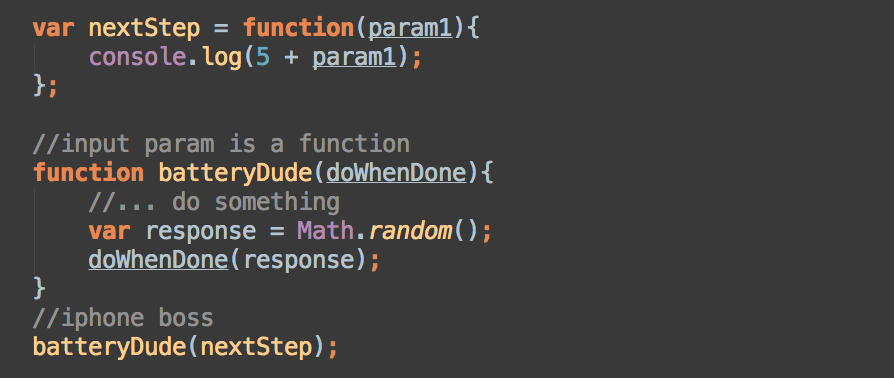 var nextStep = function(param1){
    console.log(5 + param1);
};

//input param is a function
function batteryDude(doWhenDone){
    //... do something
    var response = Math.random();
    doWhenDone(response);
}
//iphone boss
batteryDude(nextStep);